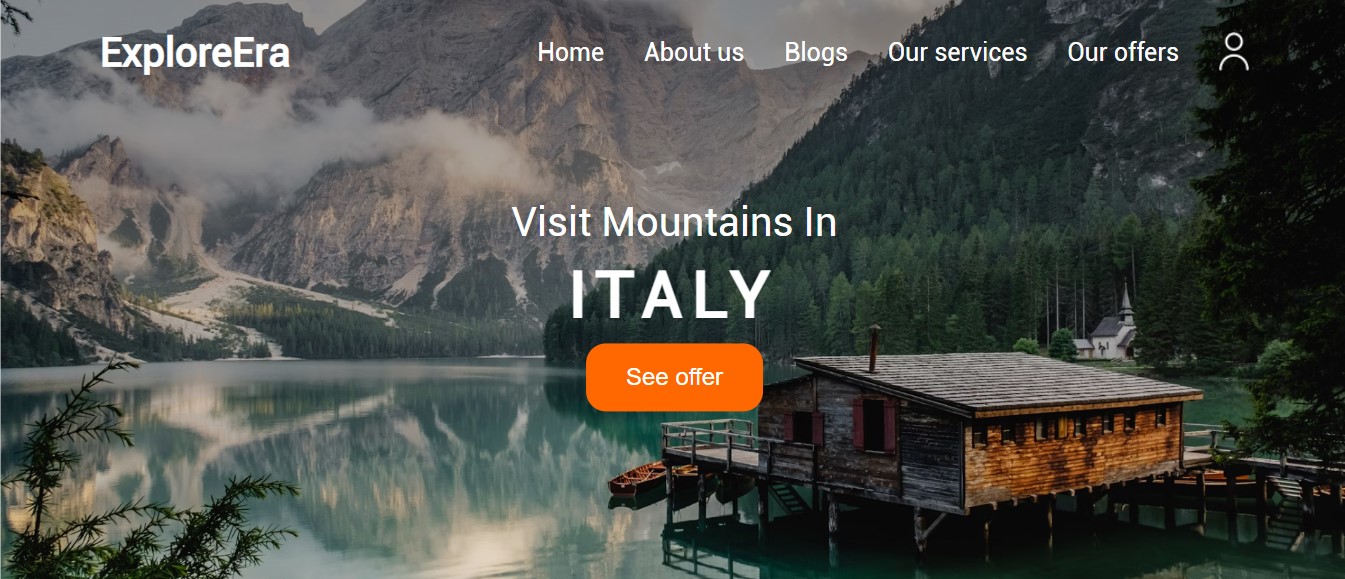 ExploreEra
Home About us Blogs Our services Our offers
Visit Mountains In
ITALY
See offer